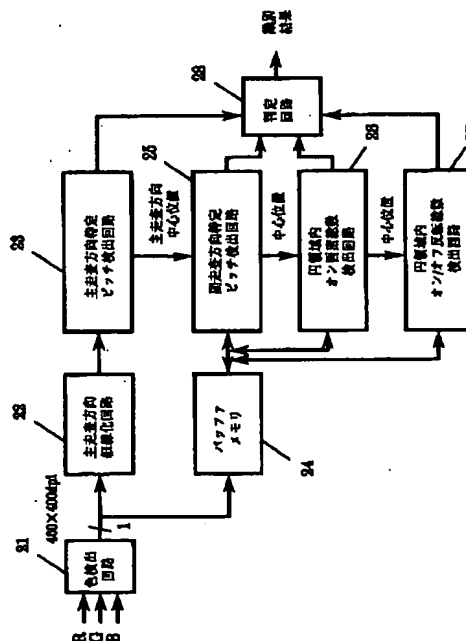 R
G
B
21
色検出
回路
400×400dpi
1
22
主走査方向
細線化回路
23
主走査方向特定
ピッチ検出回路
主走査方向
中心位置
24
バッファ
メモリ
25
副走査方向特定
ピッチ検出回路
中心位置
26
円領域内
オン画素線数
検出回路
中心位置
円領域内
オン/オフ反転線数
検出回路
28
判定
回路
識別
結果